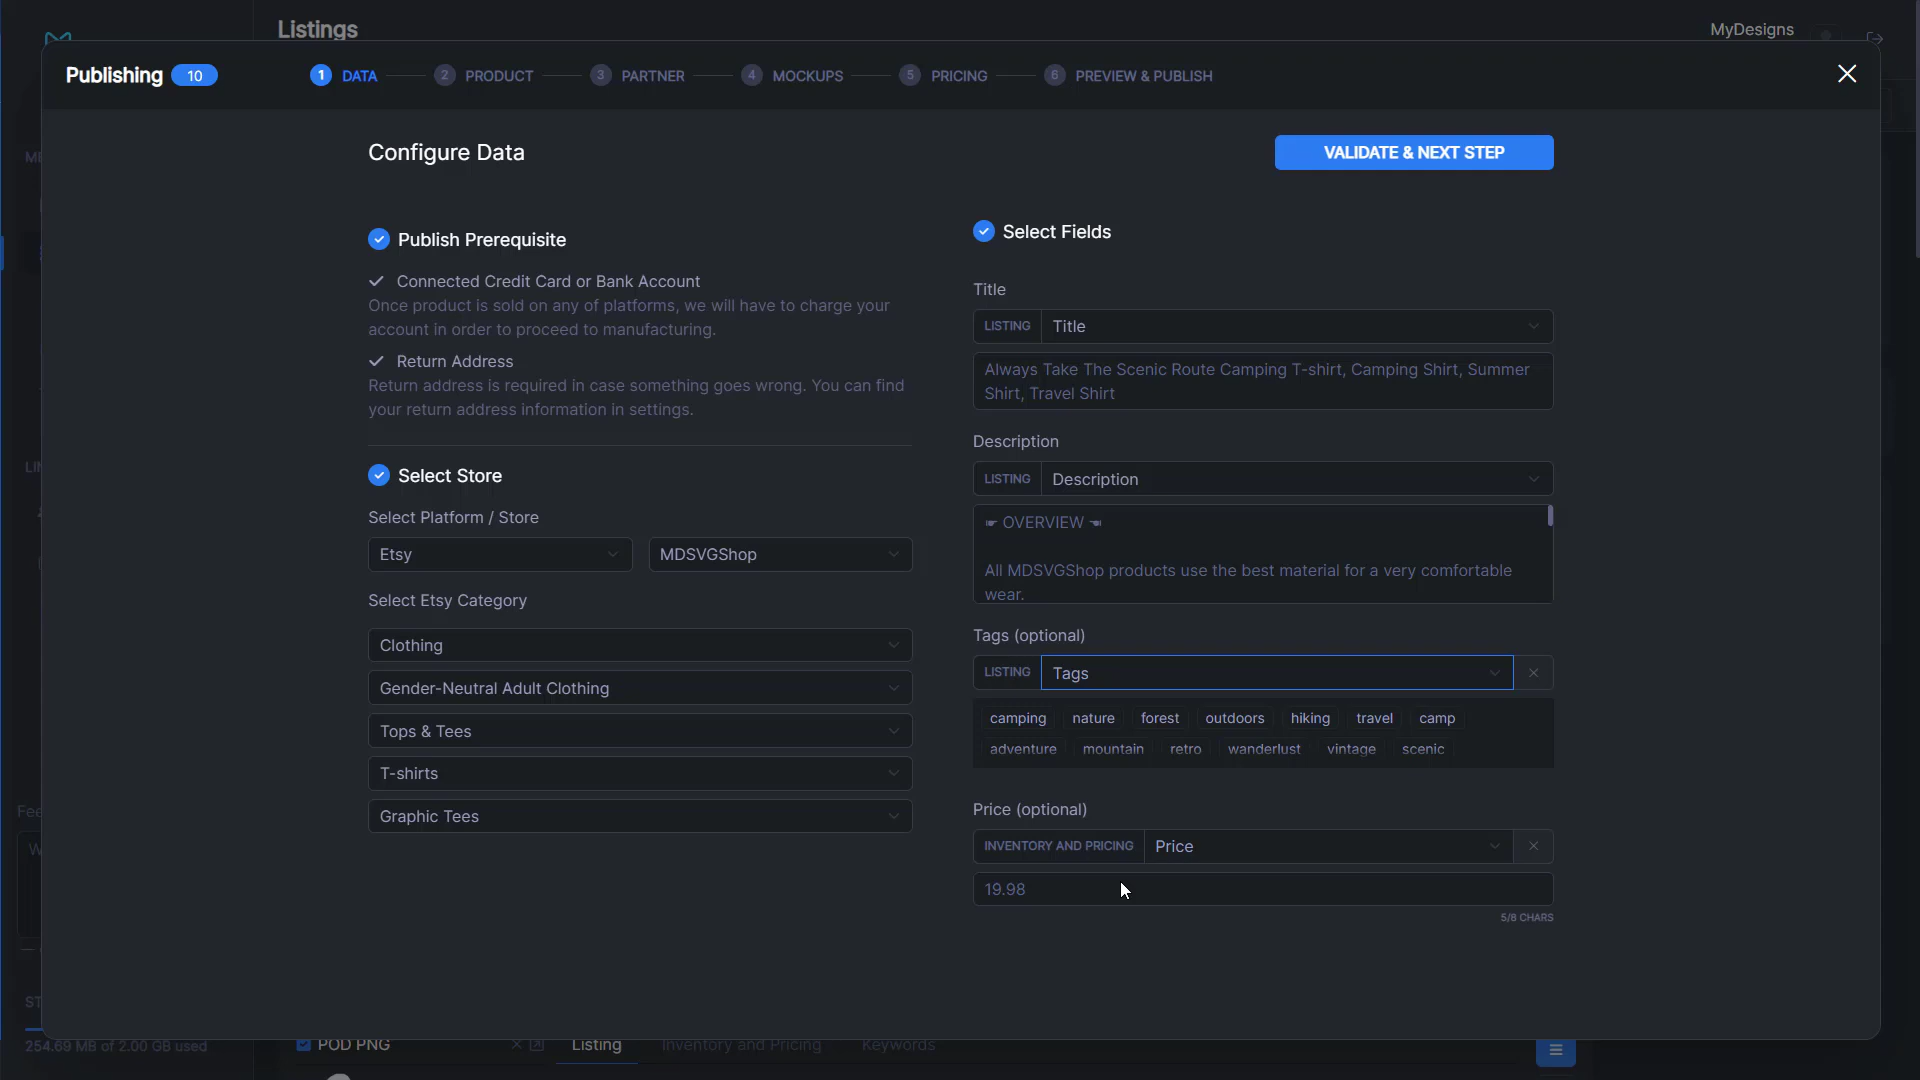 Listings
MyDesigns
Publishing 10
1 DATA
2 PRODUCT
3 PARTNER
4 MOCKUPS
5 PRICING
6 PREVIEW & PUBLISH
Configure Data
VALIDATE & NEXT STEP
Publish Prerequisite
Connected Credit Card or Bank Account
Once product is sold on any of platforms, we will have to charge your
account in order to proceed to manufacturing.
Return Address
Return address is required in case something goes wrong. You can find
your return address information in settings.
Select Store
Select Platform / Store
Etsy
MDSVGShop
Select Etsy Category
Clothing
Gender-Neutral Adult Clothing
Tops & Tees
T-shirts
Graphic Tees
Select Fields
Title
LISTING Title
Always Take The Scenic Route Camping T-shirt, Camping Shirt, Summer
Shirt, Travel Shirt
Description
LISTING Description
☛ OVERVIEW ☚
All MDSVGShop products use the best material for a very comfortable
wear.
Tags (optional)
LISTING Tags
camping nature forest outdoors hiking travel camp
adventure mountain retro wanderlust vintage scenic
Price (optional)
INVENTORY AND PRICING Price
19.98
5/8 CHARS
254.69 MB of 2.00 GB used
POD PNG
Listing
Inventory and Pricing
Keywords